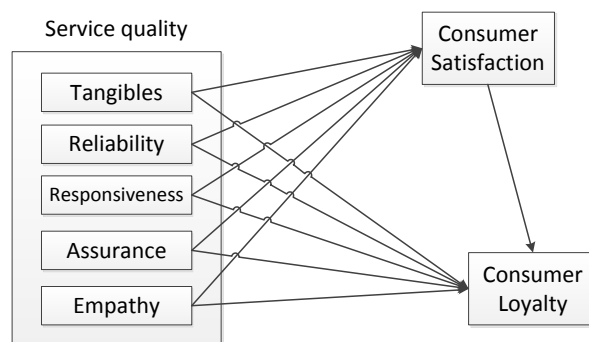 Service quality
Tangibles
Reliability
Responsiveness
Assurance
Empathy
Consumer
Satisfaction
Consumer
Loyalty